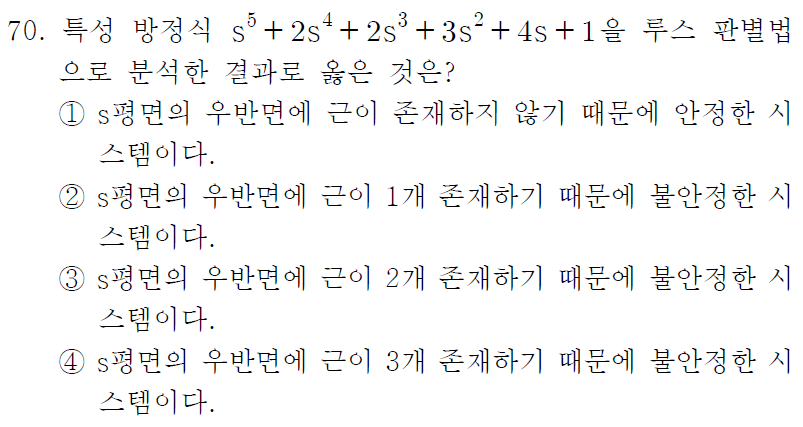 70. 특성 방정식 s⁵+2s⁴+2s³+3s²+4s+1을 루스 판별법
으로 분석한 결과로 옳은 것은?
① s평면의 우반면에 근이 존재하지 않기 때문에 안정한 시
스템이다.
② s평면의 우반면에 근이 1개 존재하기 때문에 불안정한 시
스템이다.
③ s평면의 우반면에 근이 2개 존재하기 때문에 불안정한 시
스템이다.
④ s평면의 우반면에 근이 3개 존재하기 때문에 불안정한 시
스템이다.